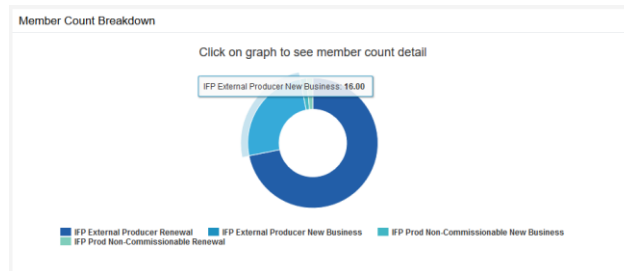 Member Count Breakdown
Click on graph to see member count detail
IFP External Producer New Business: 16.00
IFP External Producer Renewal IFP External Producer New Business IFP Prod Non-Commissionable New Business
IFP Prod Non-Commissionable Renewal